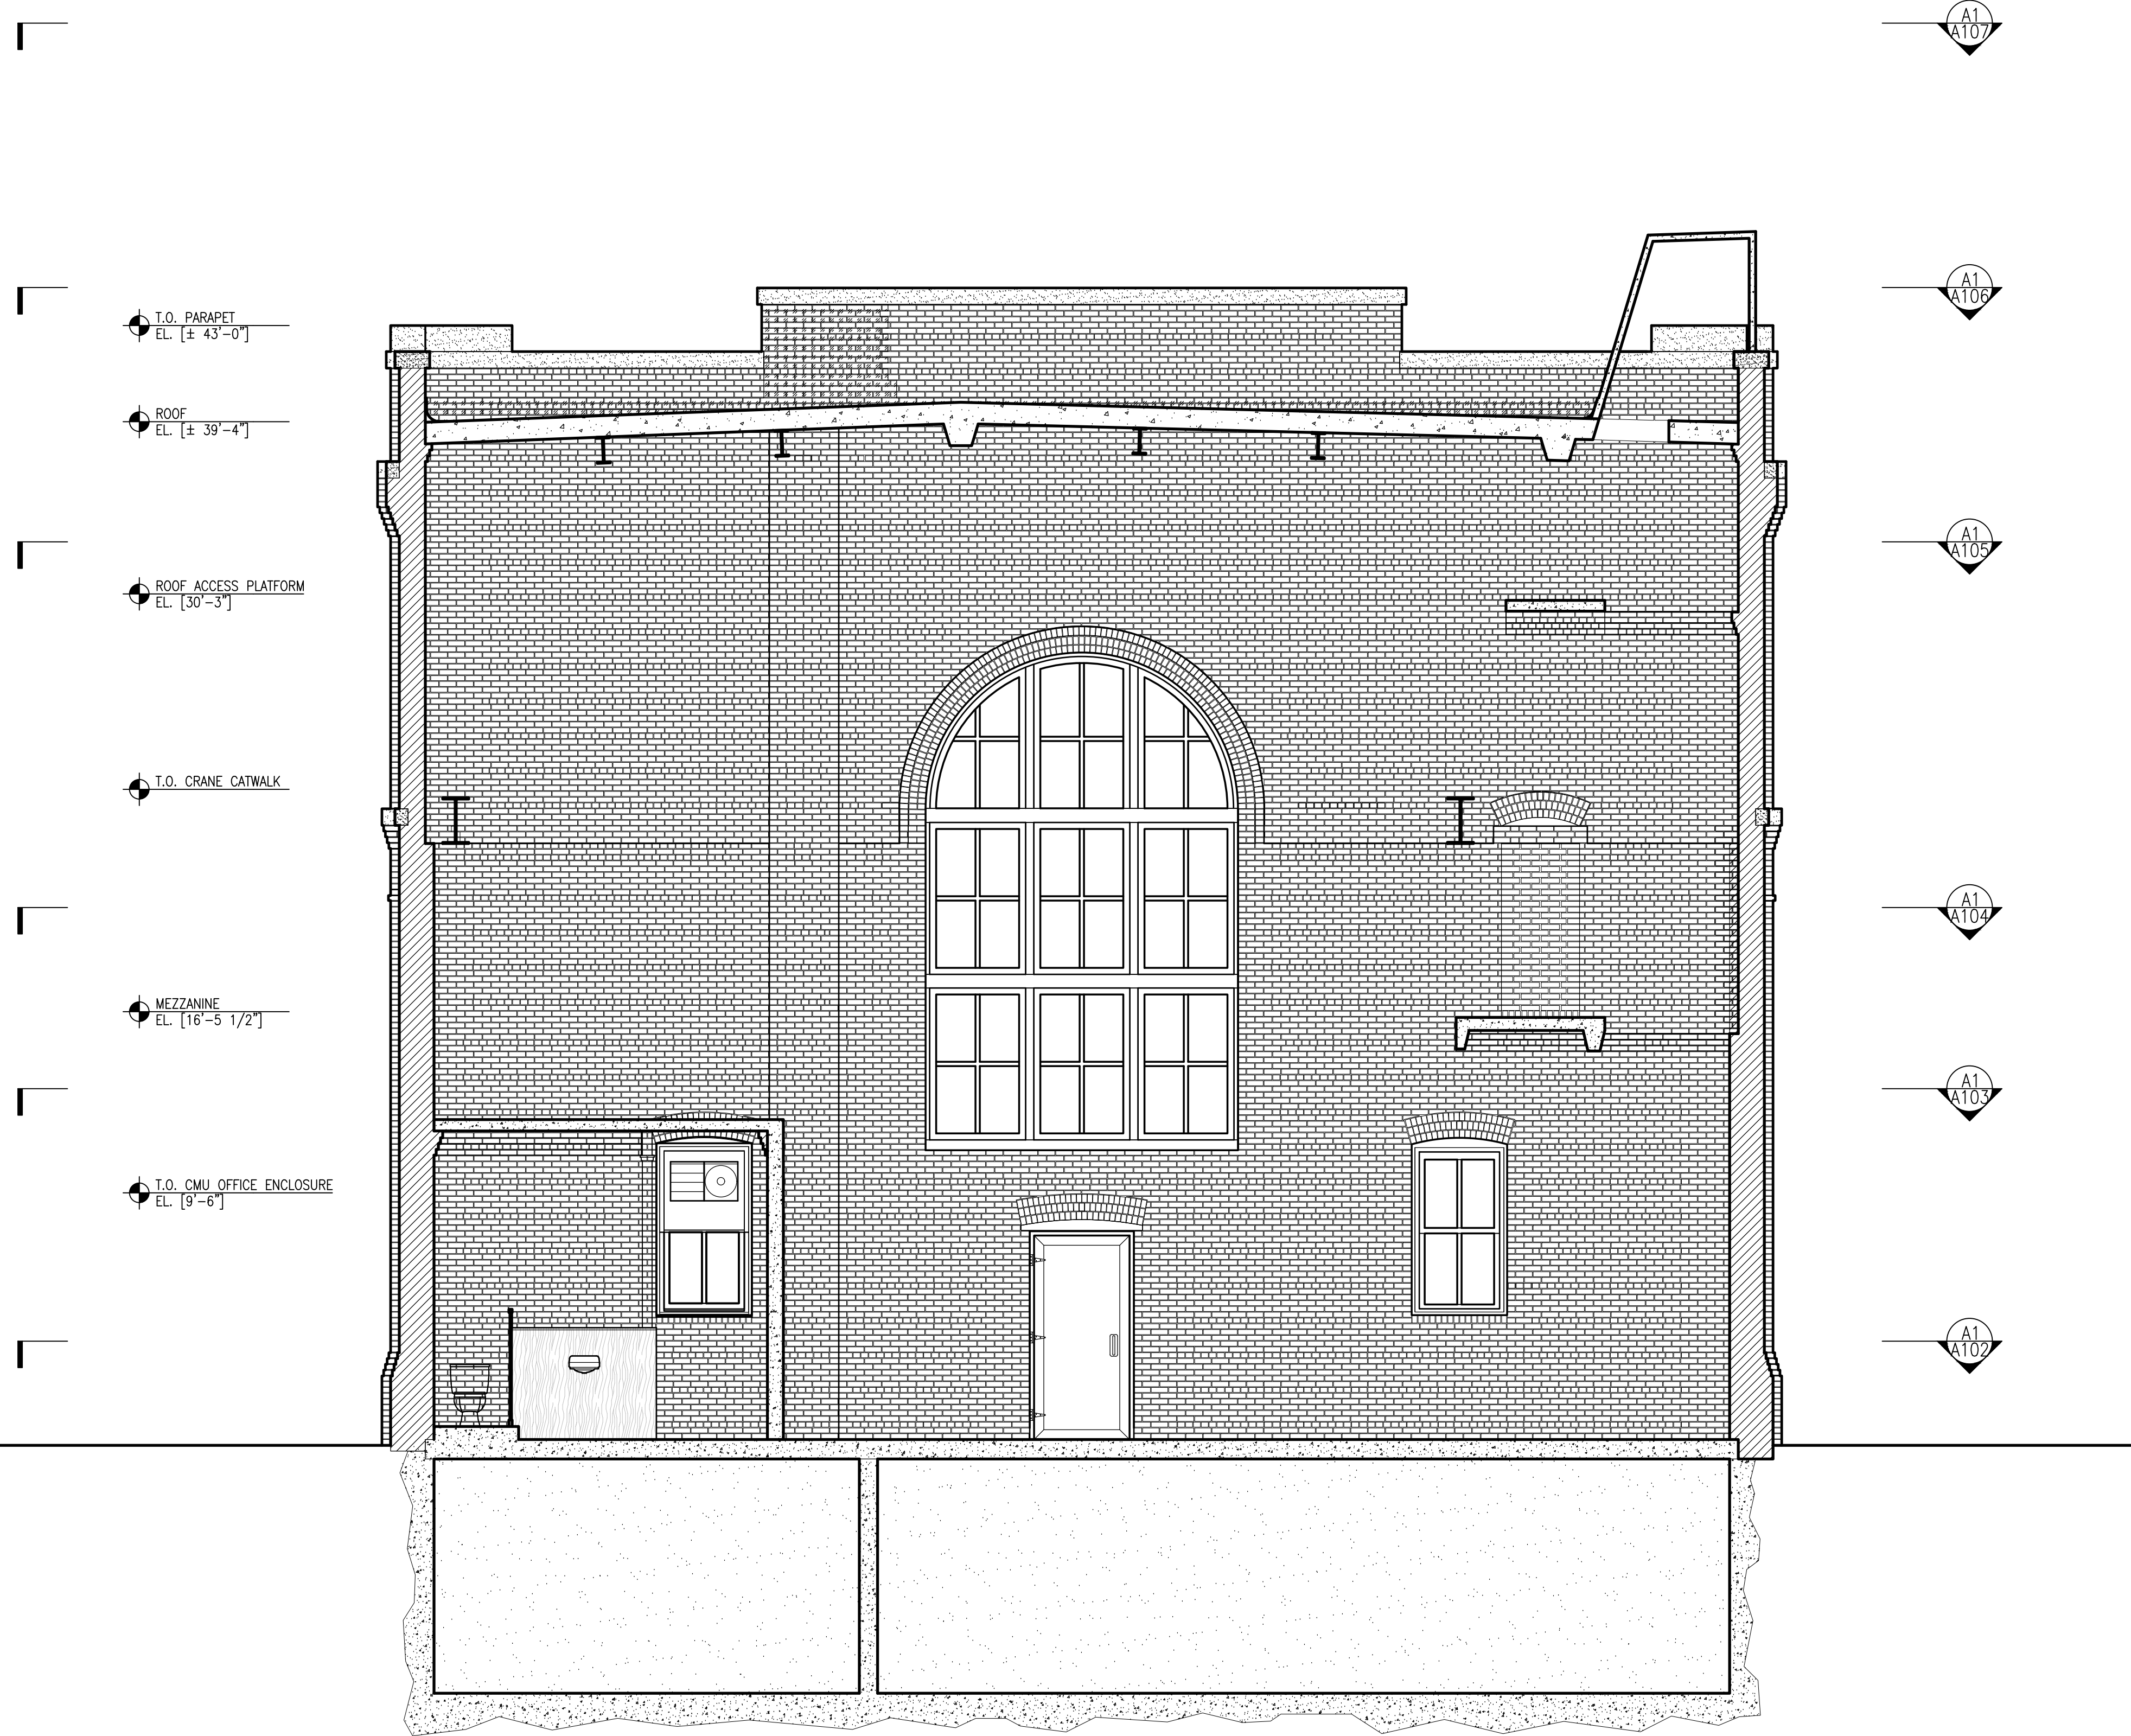 A1
A107
T.O. PARAPET
EL. [± 43'-0"]
A1
A106
ROOF
EL. [± 39'-4"]
A1
A105
ROOF ACCESS PLATFORM
EL. [30'-3"]
T.O. CRANE CATWALK
A1
A104
MEZZANINE
EL. [16'-5 1/2"]
A1
A103
T.O. CMU OFFICE ENCLOSURE
EL. [9'-6"]
A1
A102